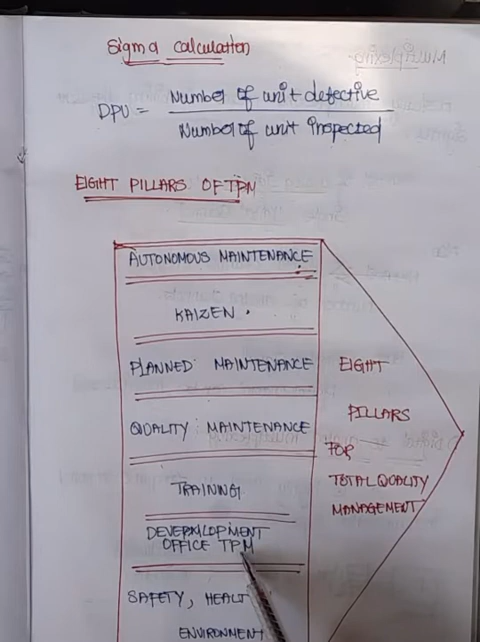 Sigma calculation
DPU = Number of unit defective
Number of unit inspected
EIGHT PILLARS OF TPM
AUTONOMOUS MAINTENANCE
KAIZEN
PLANNED MAINTENANCE
QUALITY MAINTENANCE
TRAINING
OFFICE TPM
SAFETY, HEALT
ENVIRONMENT
EIGHT
PILLARS
FOR
TOTAL QUALITY
MANAGEMENT